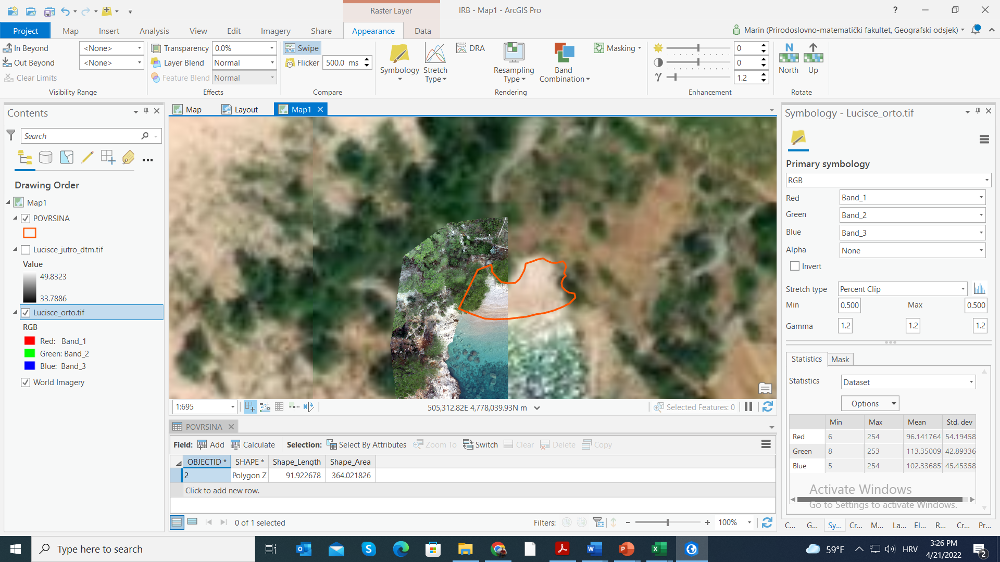 Raster Layer
IRB - Map1 - ArcGIS Pro
?
Project Map Insert Analysis View Edit Imagery Share Appearance Data
Marin (Prirodoslovno-matematički fakultet, Geografski odsjek)
In Beyond <None>
Out Beyond <None>
Clear Limits
Visibility Range
Transparency 0.0%
Layer Blend Normal
Feature Blend Normal
Effects
Swipe
Flicker 500.0 ms
Compare
Symbology
Stretch
Type
DRA
Resampling
Type
Band
Combination
Masking
Rendering
0
0
γ 1.2
Enhancement
N
North Up
Rotate
Contents
Search
Drawing Order
Map1
POVRSINA
Lucisce_jutro_dtm.tif
Value
49.8323
33.7886
Lucisce_orto.tif
RGB
Red: Band_1
Green: Band_2
Blue: Band_3
World Imagery
Map Layout Map1
1:695
N
505,312.82E 4,778,039.93N m
Selected Features: 0
POVRSINA
Field: Add Calculate Selection: Select By Attributes Zoom To Switch Clear Delete Copy
OBJECTID * SHAPE * Shape_Length Shape_Area
2 Polygon Z 91.922678 364.021826
Click to add new row.
0 of 1 selected
Filters: - + 100%
Symbology - Lucisce_orto.tif
Primary symbology
RGB
Red Band_1
Green Band_2
Blue Band_3
Alpha None
Invert
Stretch type Percent Clip
Min 0.500 Max 0.500
Gamma 1.2 1.2 1.2
Statistics Mask
Statistics Dataset
Options
Min Max Mean Std. dev
Red 6 254 96.141764 54.19458
Green 8 253 113.35009 42.89336
Blue 5 254 102.33685 45.45358
Activate Windows
Go to Settings to activate Windows.
C... G... Sy... Cr... M... La... El... R... Cr... Pr...
Type here to search
59°F HRV 3:26 PM
4/21/2022
2